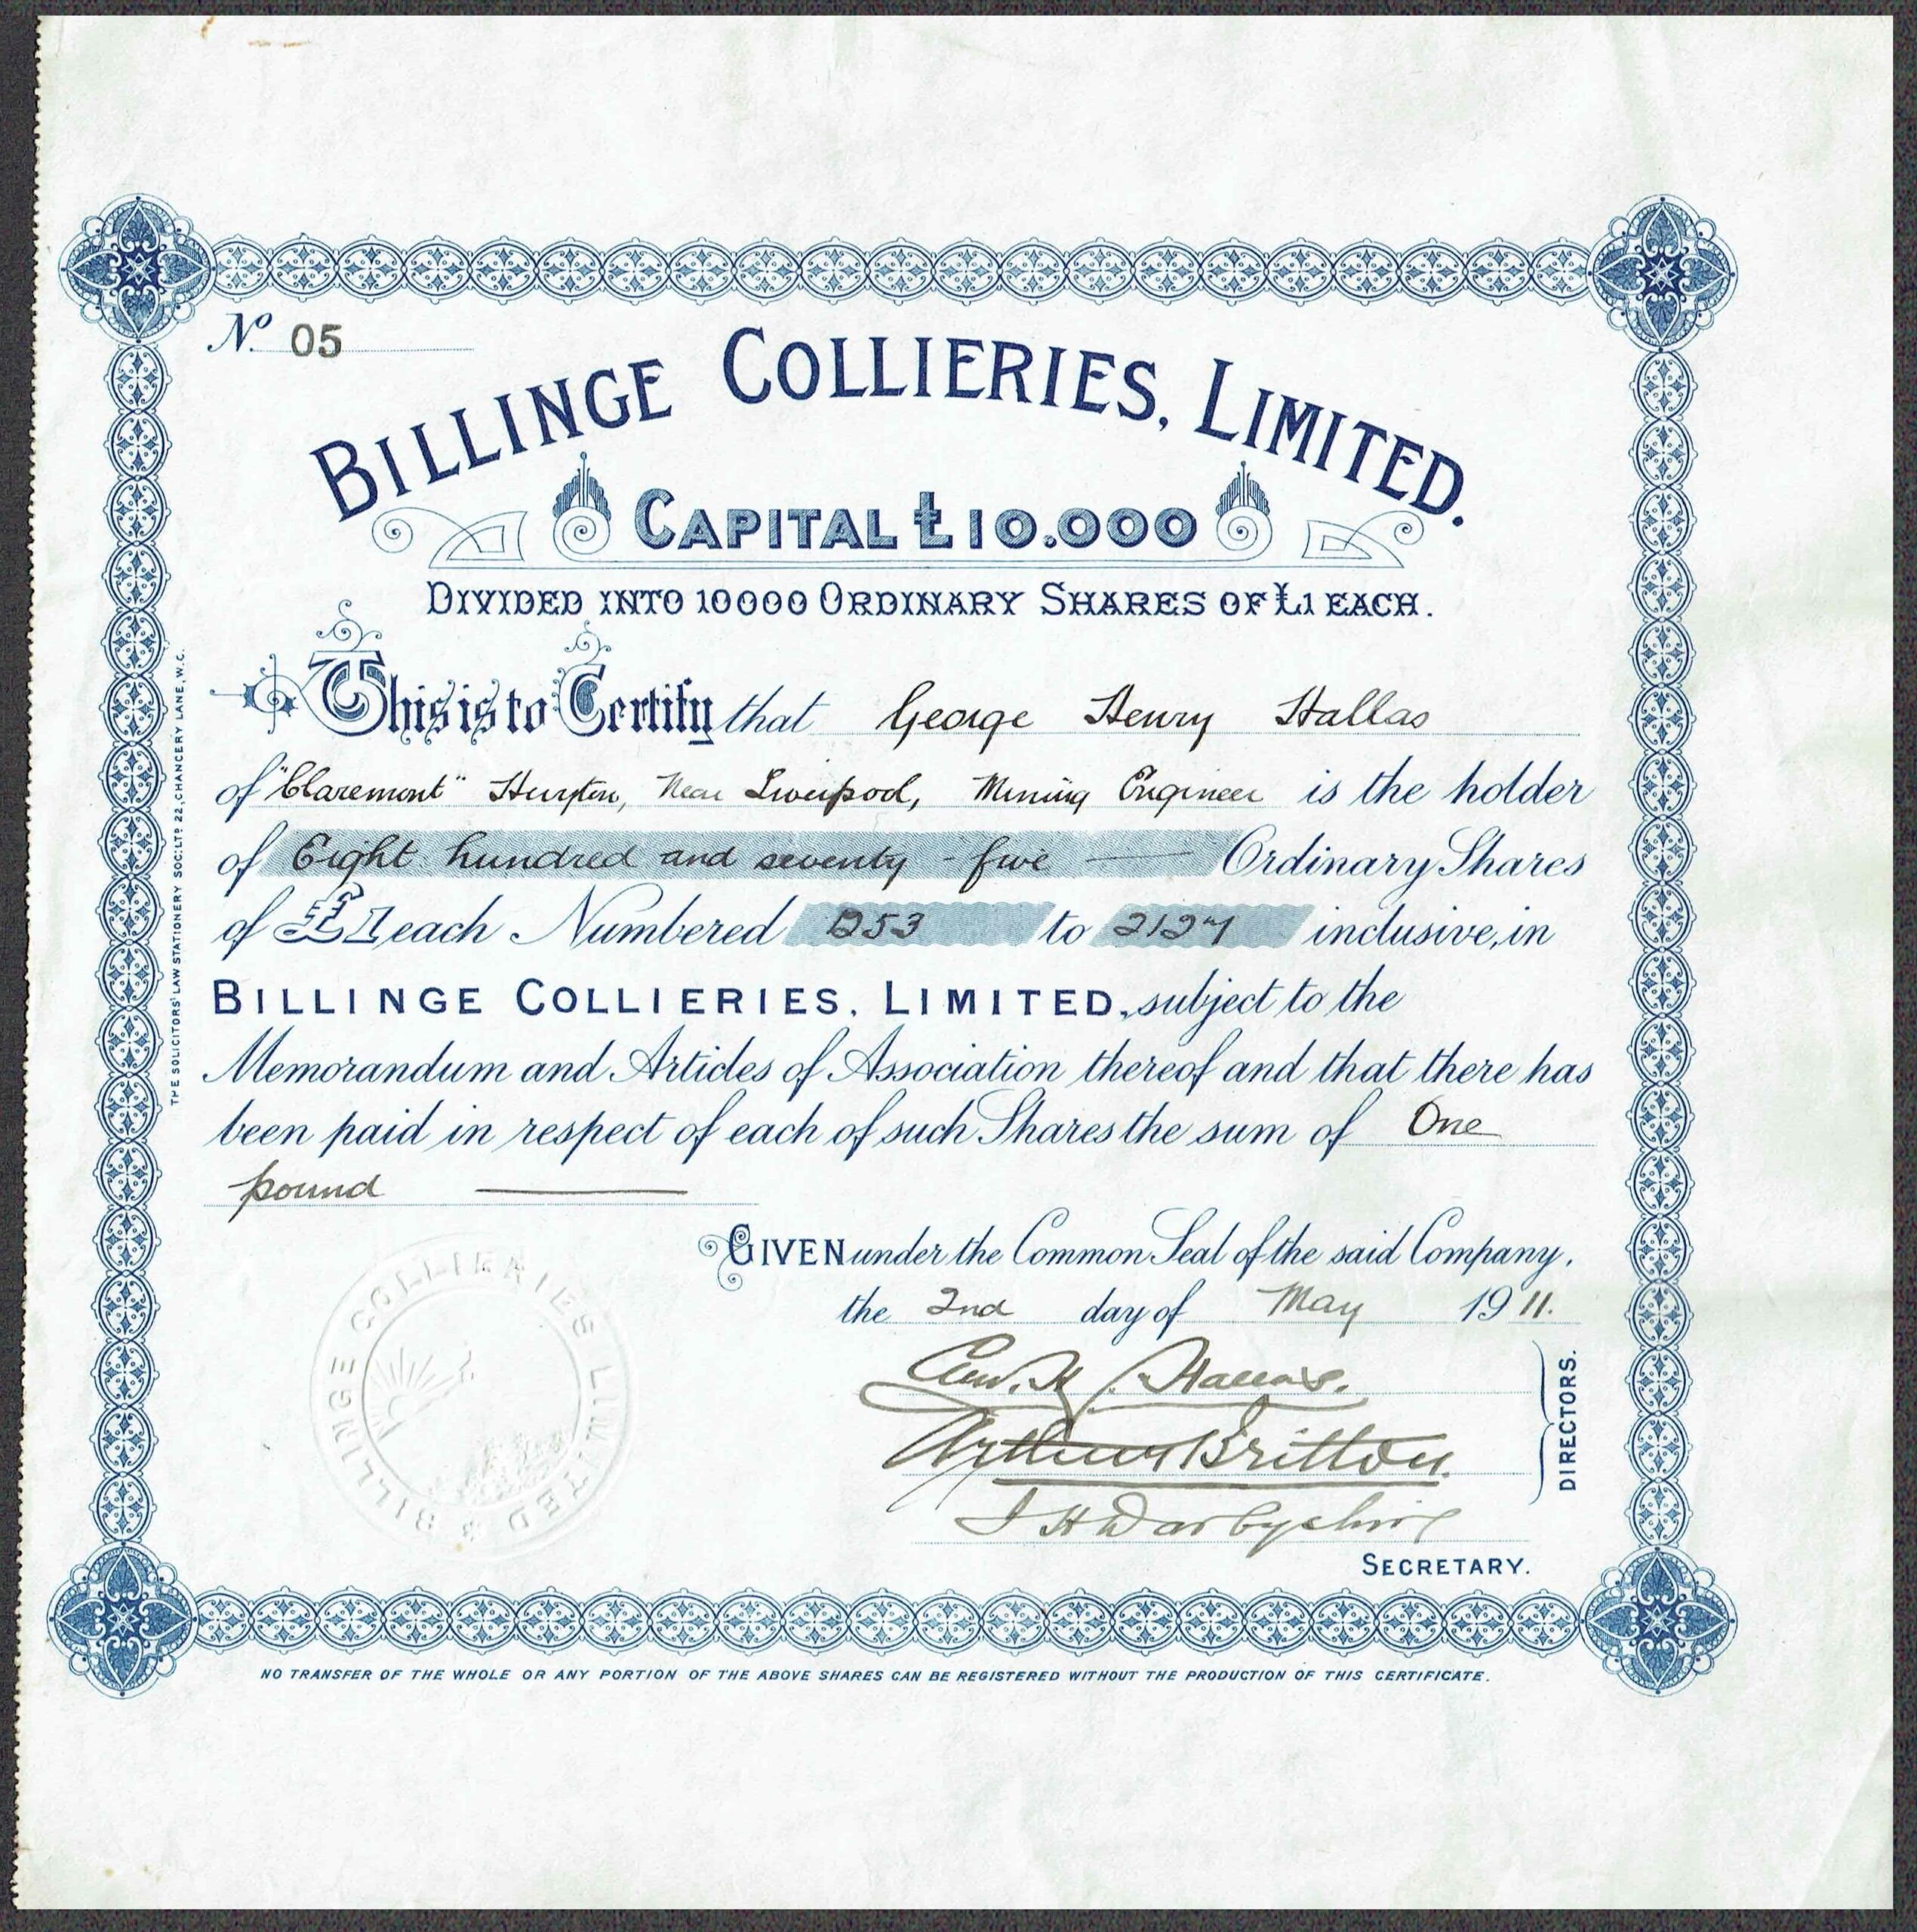 No. 05
BILLINGE COLLIERIES, LIMITED.
CAPITAL £10.000
DIVIDED INTO 10000 ORDINARY SHARES OF £1 EACH.
This is to Certify that George Henry Hallas
of "Claremont" Huyton, Near Liverpool, Mining Engineer is the holder
of Eight hundred and seventy-five Ordinary Shares
of £1 each Numbered 1253 to 2127 inclusive, in
BILLINGE COLLIERIES, LIMITED, subject to the
Memorandum and Articles of Association thereof and that there has
been paid in respect of each of such Shares the sum of One
pound
GIVEN under the Common Seal of the said Company,
the 2nd day of May 1911.
Geo. H. Hallas.
Arthur Britton.
DIRECTORS.
J H Darbyshire
SECRETARY.
BILLINGE COLLIERIES LIMITED
NO TRANSFER OF THE WHOLE OR ANY PORTION OF THE ABOVE SHARES CAN BE REGISTERED WITHOUT THE PRODUCTION OF THIS CERTIFICATE.
THE SOLICITORS' LAW STATIONERY SOC: LTD 22, CHANCERY LANE, W.C.